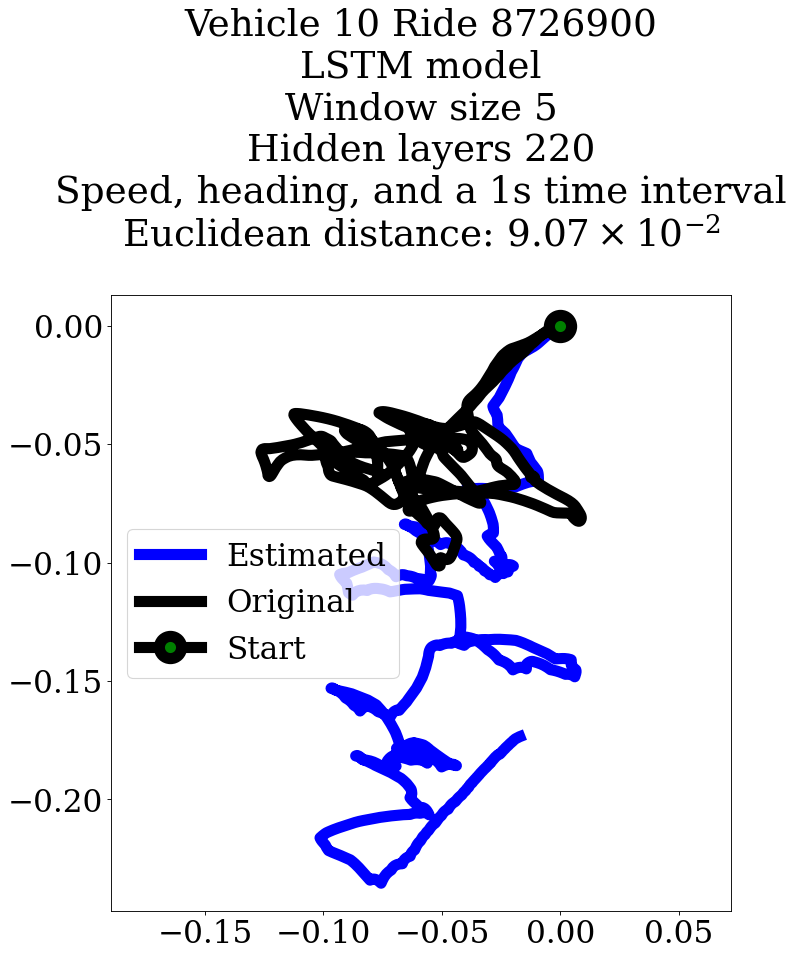 Vehicle 10 Ride 8726900
LSTM model
Window size 5
Hidden layers 220
Speed, heading, and a 1s time interval
Euclidean distance: 9.07 × 10⁻²
0.00
−0.05
−0.10
−0.15
−0.20
Estimated
Original
Start
−0.15 −0.10 −0.05 0.00 0.05